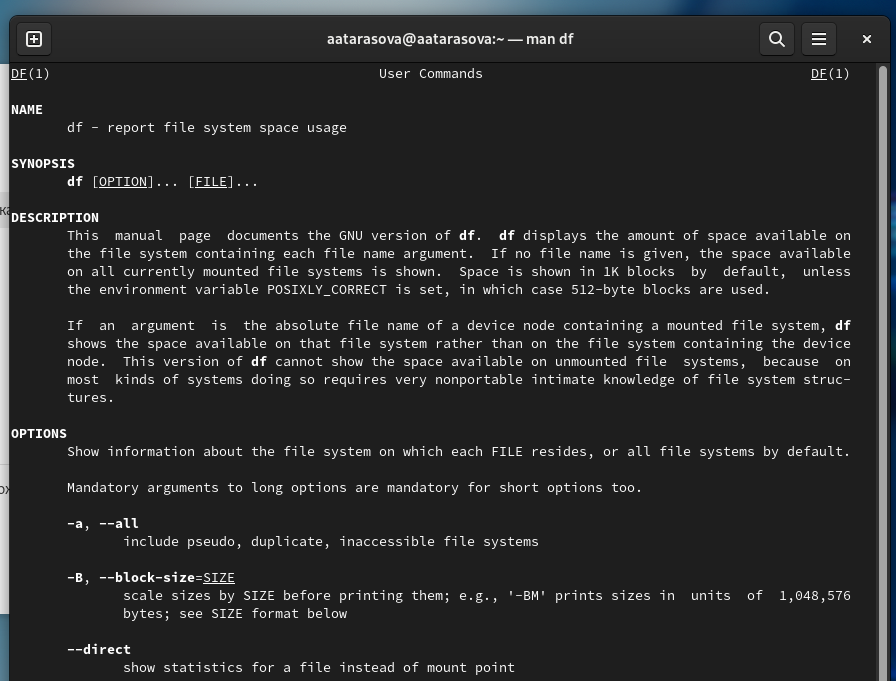 aatarasova@aatarasova:~ — man df
DF(1) User Commands DF(1)
NAME
df - report file system space usage
SYNOPSIS
df [OPTION]... [FILE]...
DESCRIPTION
This manual page documents the GNU version of df. df displays the amount of space available on
the file system containing each file name argument. If no file name is given, the space available
on all currently mounted file systems is shown. Space is shown in 1K blocks by default, unless
the environment variable POSIXLY_CORRECT is set, in which case 512-byte blocks are used.
If an argument is the absolute file name of a device node containing a mounted file system, df
shows the space available on that file system rather than on the file system containing the device
node. This version of df cannot show the space available on unmounted file systems, because on
most kinds of systems doing so requires very nonportable intimate knowledge of file system struc-
tures.
OPTIONS
Show information about the file system on which each FILE resides, or all file systems by default.
Mandatory arguments to long options are mandatory for short options too.
-a, --all
include pseudo, duplicate, inaccessible file systems
-B, --block-size=SIZE
scale sizes by SIZE before printing them; e.g., '-BM' prints sizes in units of 1,048,576
bytes; see SIZE format below
--direct
show statistics for a file instead of mount point